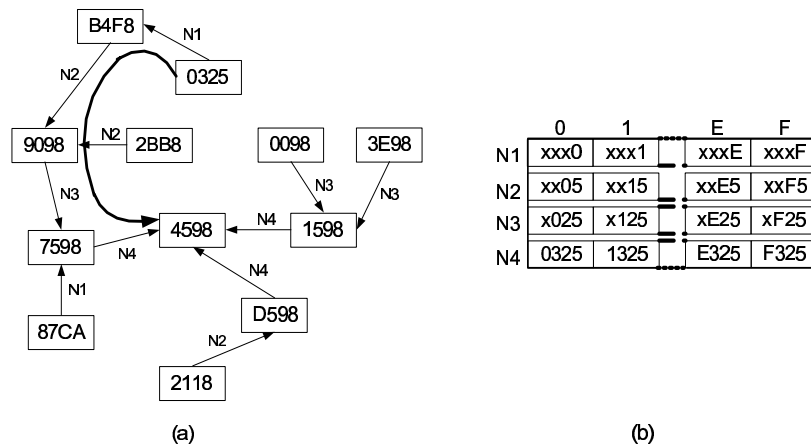 B4F8
N1
0325
N2
9098
N2
2BB8
0098
3E98
N3
N3
N3
7598
N4
4598
N4
1598
N1
N4
87CA
D598
N2
2118
(a)
0 1 E F
N1 xxx0 xxx1 xxxE xxxF
N2 xx05 xx15 xxE5 xxF5
N3 x025 x125 xE25 xF25
N4 0325 1325 E325 F325
(b)